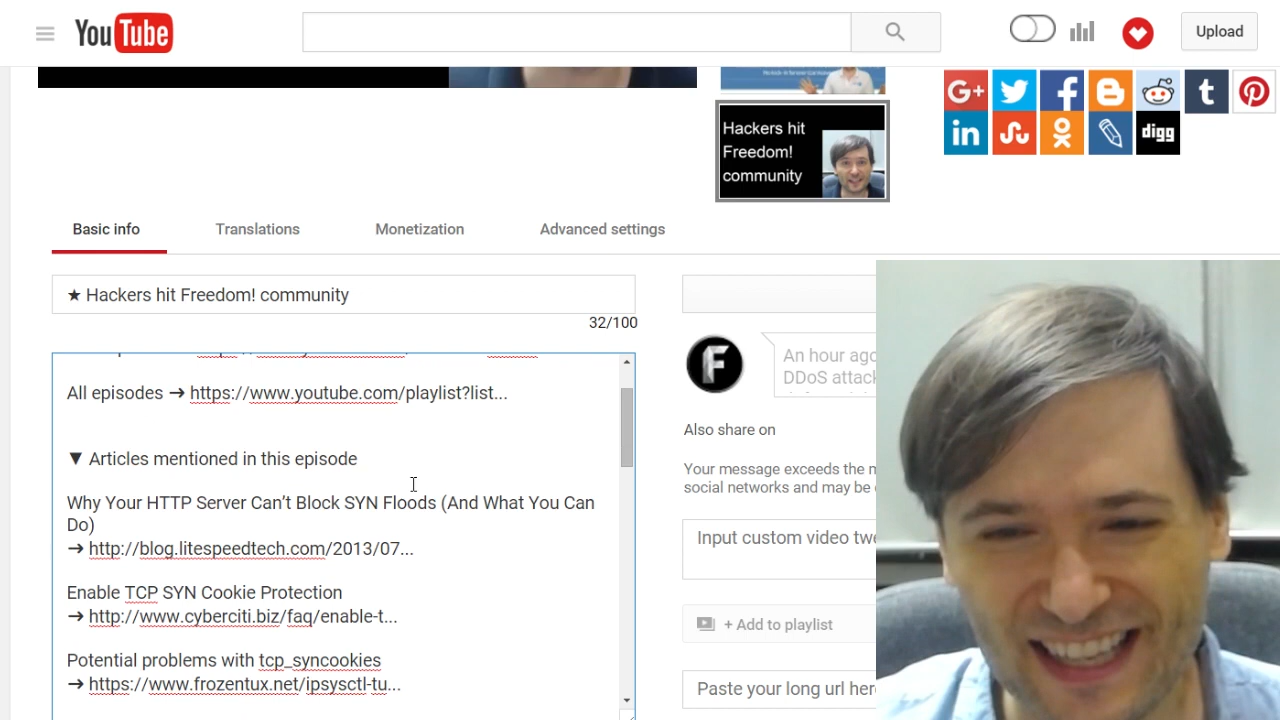 YouTube
Upload
G+
t
in
digg
Hackers hit
Freedom!
community
Basic info
Translations
Monetization
Advanced settings
★ Hackers hit Freedom! community
32/100
All episodes ➔ https://www.youtube.com/playlist?list...
▼ Articles mentioned in this episode
Why Your HTTP Server Can’t Block SYN Floods (And What You Can
Do)
➔ http://blog.litespeedtech.com/2013/07...
Enable TCP SYN Cookie Protection
➔ http://www.cyberciti.biz/faq/enable-t...
Potential problems with tcp_syncookies
➔ https://www.frozentux.net/ipsysctl-tu...
F
An hour ago
DDoS attack
Also share on
Your message exceeds the m
social networks and may be
Input custom video twe
+ Add to playlist
Paste your long url here